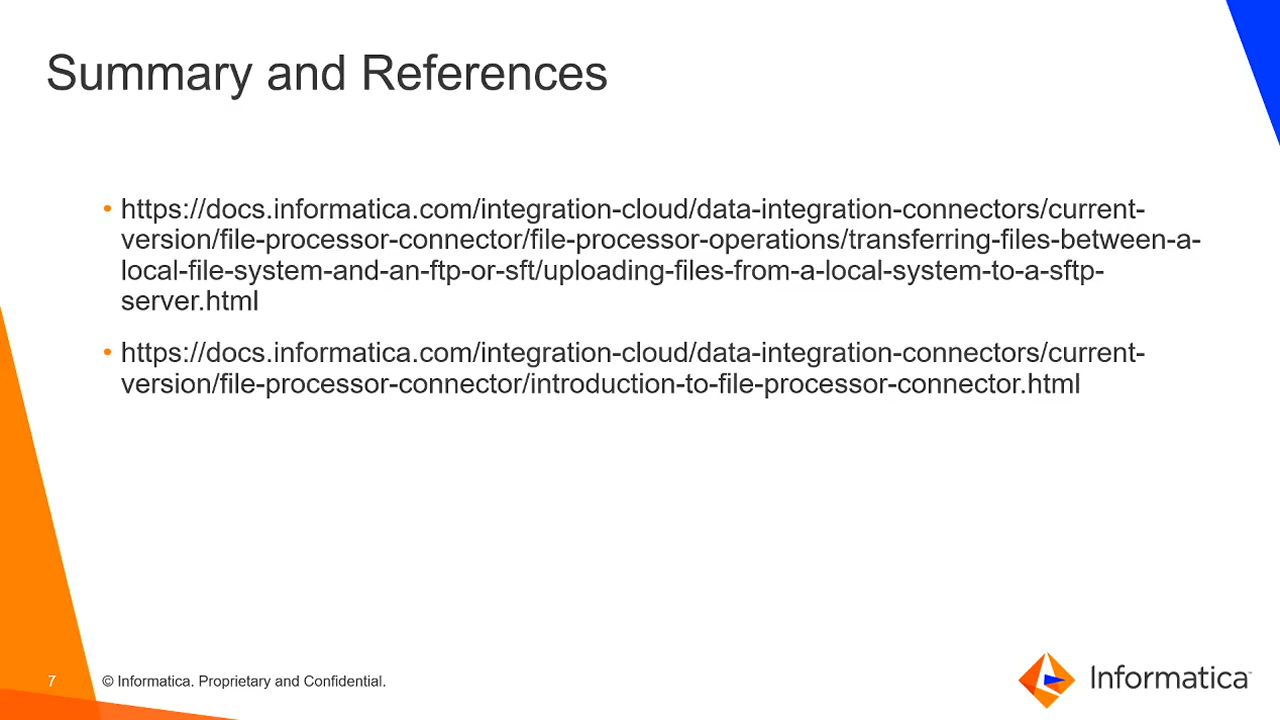 Summary and References
• https://docs.informatica.com/integration-cloud/data-integration-connectors/current-
version/file-processor-connector/file-processor-operations/transferring-files-between-a-
local-file-system-and-an-ftp-or-sft/uploading-files-from-a-local-system-to-a-sftp-
server.html
• https://docs.informatica.com/integration-cloud/data-integration-connectors/current-
version/file-processor-connector/introduction-to-file-processor-connector.html
7 © Informatica. Proprietary and Confidential.
Informatica™